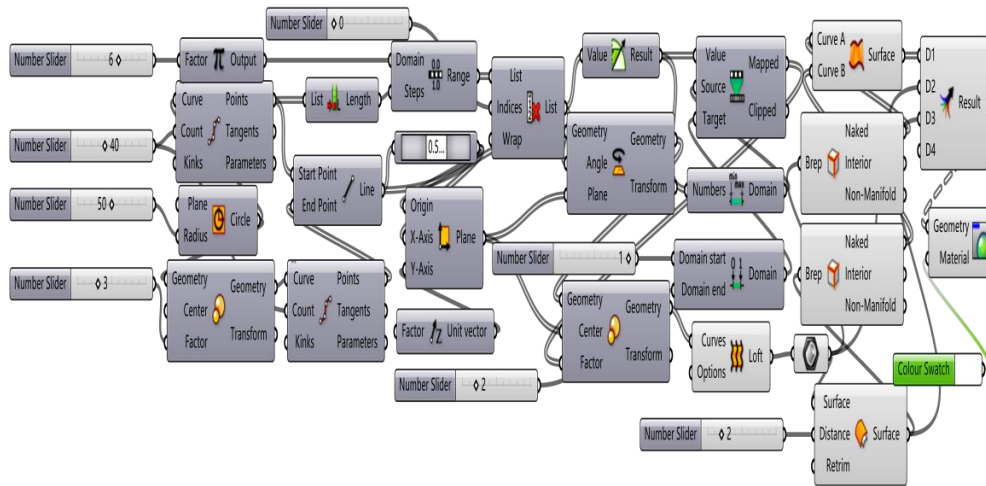 Number Slider ◇ 0
Number Slider 6 ◇
Factor Output
Domain
Steps
Range
List
Indices
Wrap
List
Value Result
Value
Source
Target
Mapped
Clipped
Curve A
Curve B
Surface
D1
D2
D3
D4
Result
Curve
Count
Kinks
Points
Tangents
Parameters
List Length
Number Slider ◇ 40
0.5...
Start Point
End Point
Line
Geometry
Angle
Plane
Geometry
Transform
Numbers Domain
min
max
Brep
Naked
Interior
Non-Manifold
Number Slider 50 ◇
Plane
Radius
Circle
Origin
X-Axis
Y-Axis
Plane
Number Slider 1 ◇
Domain start
Domain end
0 1
Domain
Brep
Naked
Interior
Non-Manifold
Geometry
Material
Number Slider ◇ 3
Geometry
Center
Factor
Geometry
Transform
Curve
Count
Kinks
Points
Tangents
Parameters
Factor Z Unit vector
Geometry
Center
Factor
Geometry
Transform
Curves
Options
Loft
Number Slider ◇ 2
Colour Swatch
Number Slider ◇ 2
Surface
Distance
Retrim
Surface